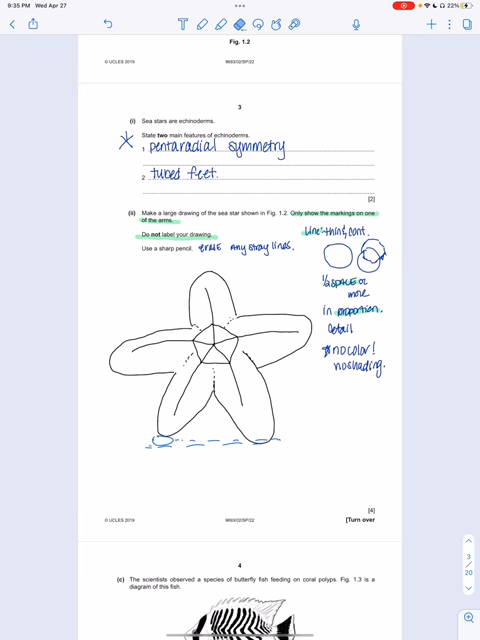 9:35 PM Wed Apr 27
22%
Fig. 1.2
© UCLES 2019
9693/02/SP/22
3
(i) Sea stars are echinoderms.
State two main features of echinoderms.
1 pentaradial symmetry
2 tubed feet.
[2]
(ii) Make a large drawing of the sea star shown in Fig. 1.2. Only show the markings on one of the arms.
Do not label your drawing.
Use a sharp pencil. erase any stray lines.
Line: thin & cont.
1/2 space or
more
in proportion.
detail
no color!
no shading.
[4]
© UCLES 2019
9693/02/SP/22
[Turn over
4
(c) The scientists observed a species of butterfly fish feeding on coral polyps. Fig. 1.3 is a
diagram of this fish.
3
/
20